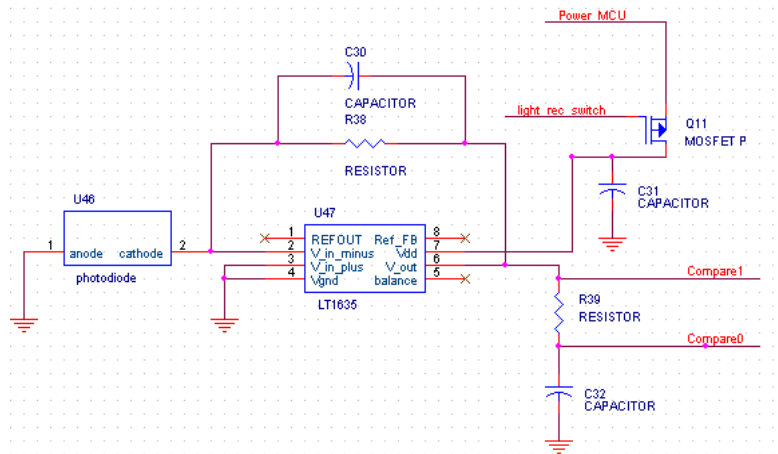 Power MCU
C30
CAPACITOR
light_rec_switch
R38
Q11
MOSFET P
RESISTOR
C31
CAPACITOR
U46
U47
1 anode cathode 2
photodiode
1 REFOUT Ref_FB 8
2 V_in_minus Vdd 7
3 V_in_plus V_out 6
4 Vgnd balance 5
LT1635
Compare1
R39
RESISTOR
Compare0
C32
CAPACITOR